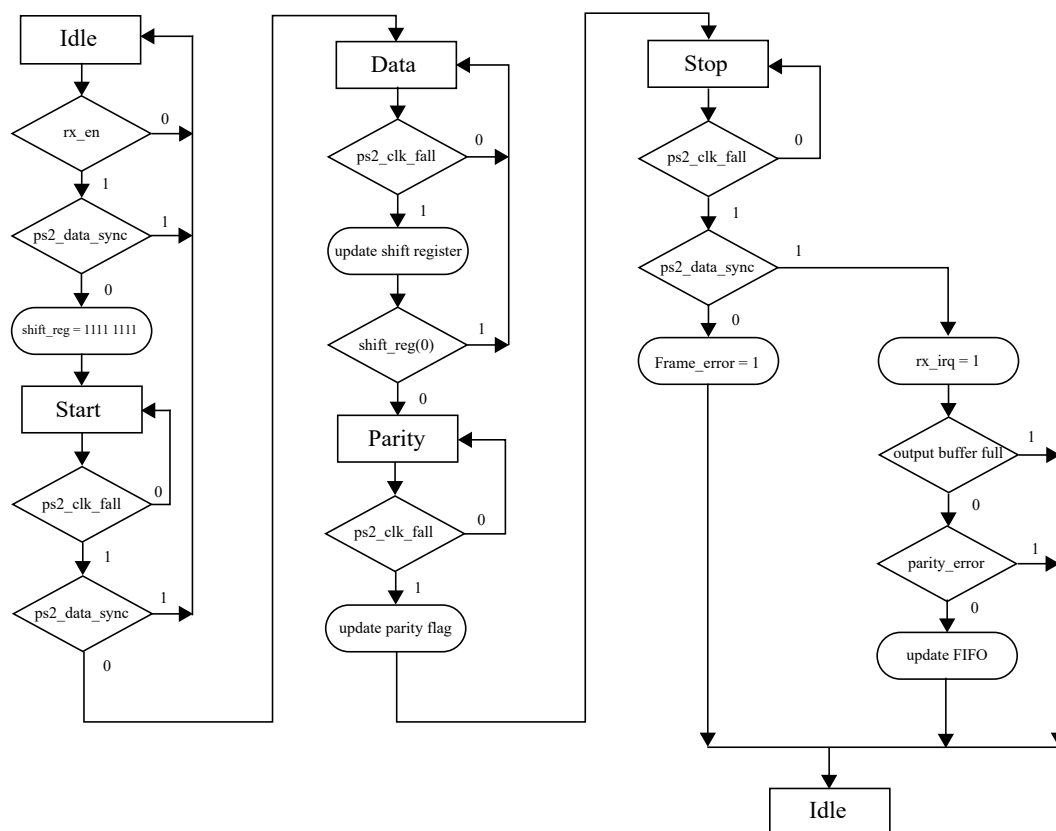 Idle
rx_en
0
1
ps2_data_sync
1
0
shift_reg = 1111 1111
Start
ps2_clk_fall
0
1
ps2_data_sync
1
0
Data
ps2_clk_fall
0
1
update shift register
shift_reg(0)
1
0
Parity
ps2_clk_fall
0
1
update parity flag
Stop
ps2_clk_fall
0
1
ps2_data_sync
1
0
Frame_error = 1
rx_irq = 1
output buffer full
1
0
parity_error
1
0
update FIFO
Idle